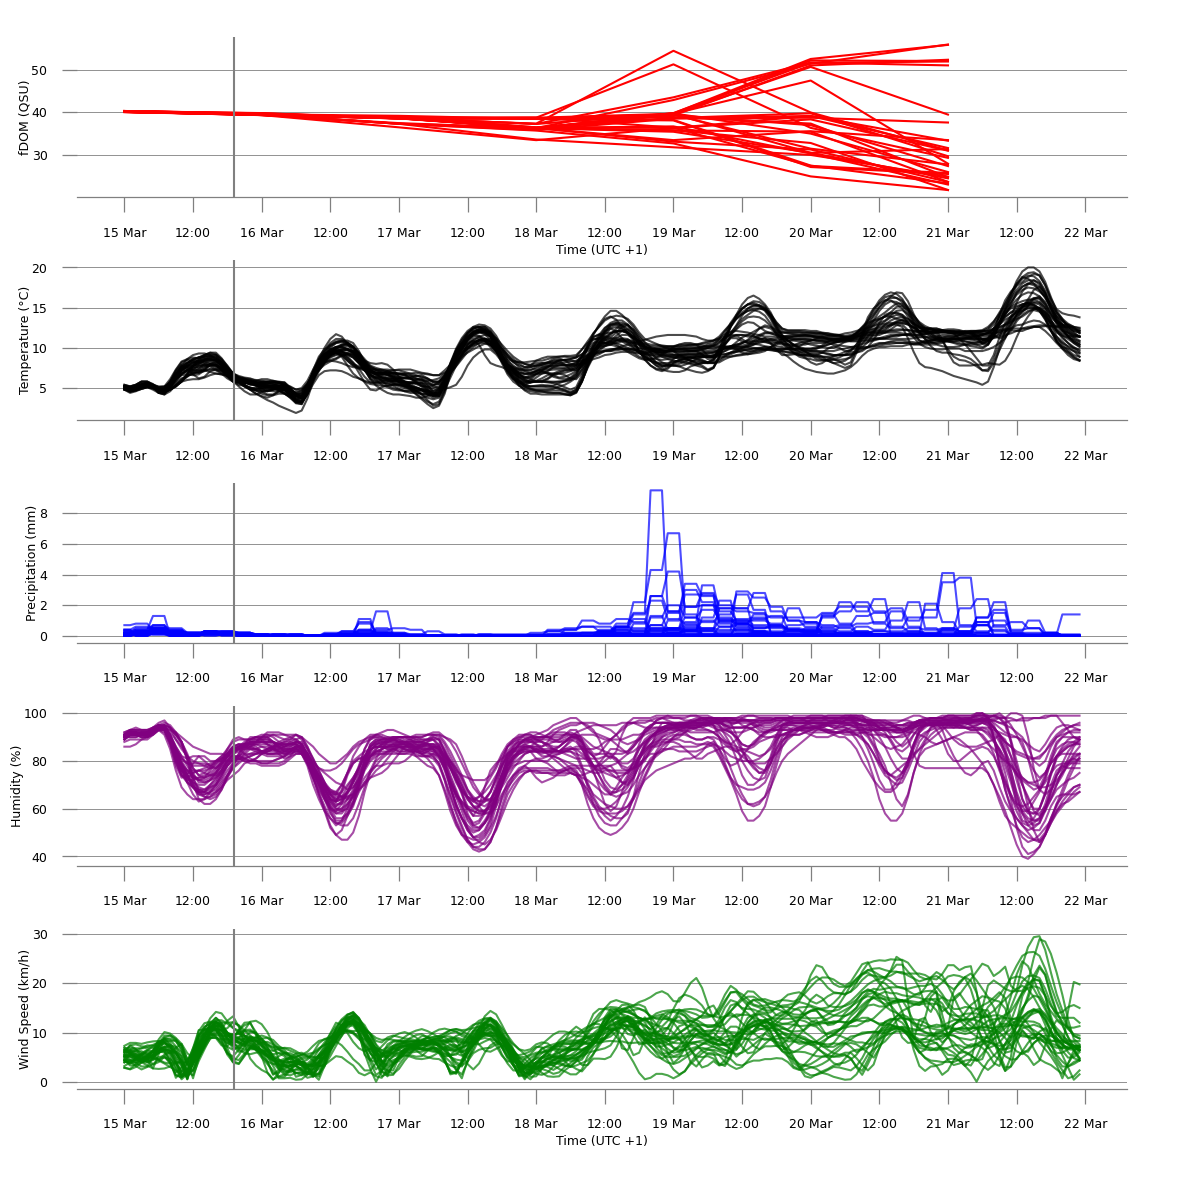 fDOM (QSU)
50
40
30
15 Mar 12:00 16 Mar 12:00 17 Mar 12:00 18 Mar 12:00 19 Mar 12:00 20 Mar 12:00 21 Mar 12:00 22 Mar
Time (UTC +1)
Temperature (°C)
20
15
10
5
15 Mar 12:00 16 Mar 12:00 17 Mar 12:00 18 Mar 12:00 19 Mar 12:00 20 Mar 12:00 21 Mar 12:00 22 Mar
Precipitation (mm)
8
6
4
2
0
15 Mar 12:00 16 Mar 12:00 17 Mar 12:00 18 Mar 12:00 19 Mar 12:00 20 Mar 12:00 21 Mar 12:00 22 Mar
Humidity (%)
100
80
60
40
15 Mar 12:00 16 Mar 12:00 17 Mar 12:00 18 Mar 12:00 19 Mar 12:00 20 Mar 12:00 21 Mar 12:00 22 Mar
Wind Speed (km/h)
30
20
10
0
15 Mar 12:00 16 Mar 12:00 17 Mar 12:00 18 Mar 12:00 19 Mar 12:00 20 Mar 12:00 21 Mar 12:00 22 Mar
Time (UTC +1)